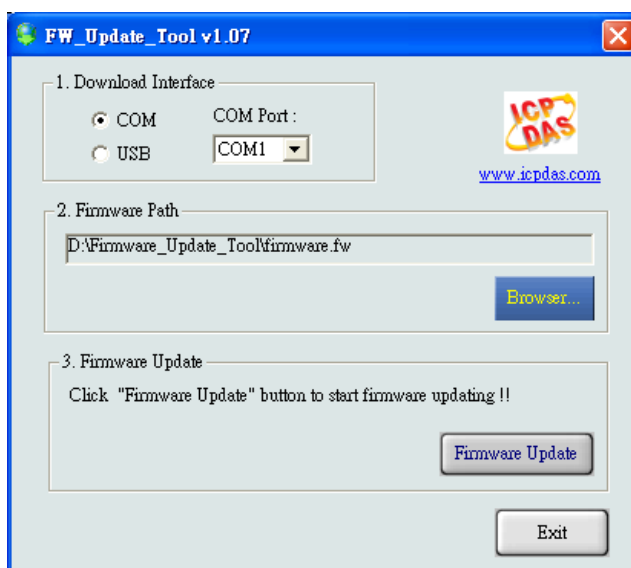 FW_Update_Tool v1.07
1. Download Interface
COM
COM Port :
USB
COM1
ICP
DAS
www.icpdas.com
2. Firmware Path
D:\Firmware_Update_Tool\firmware.fw
Browser...
3. Firmware Update
Click "Firmware Update" button to start firmware updating !!
Firmware Update
Exit